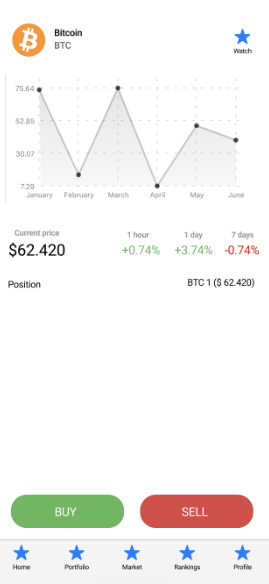 Bitcoin
BTC
Watch
75.64
52.85
30.07
7.29
January February March April May June
Current price 1 hour 1 day 7 days
$62.420 +0.74% +3.74% -0.74%
Position BTC 1 ($ 62.420)
BUY SELL
Home Portfolio Market Rankings Profile